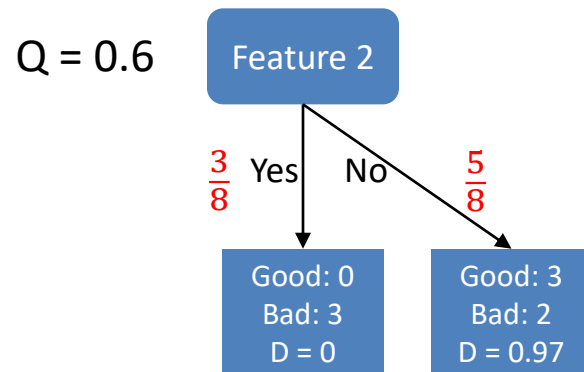 Q = 0.6
Feature 2
3/8 Yes No 5/8
Good: 0
Bad: 3
D = 0
Good: 3
Bad: 2
D = 0.97